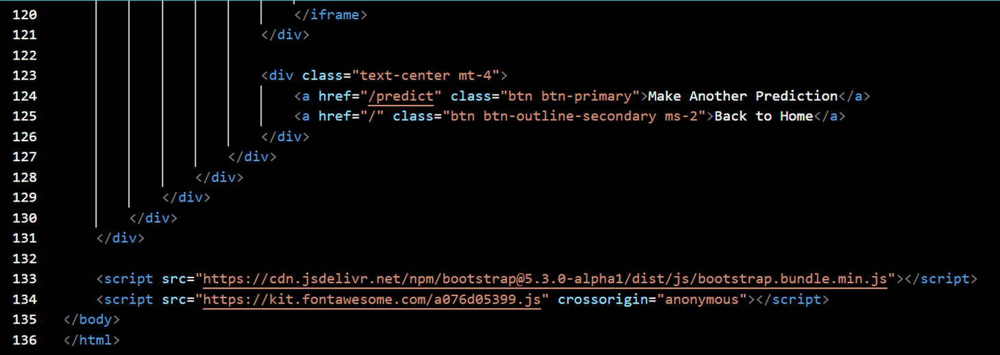 120 </iframe>
121 </div>
122
123 <div class="text-center mt-4">
124 <a href="/predict" class="btn btn-primary">Make Another Prediction</a>
125 <a href="/" class="btn btn-outline-secondary ms-2">Back to Home</a>
126 </div>
127 </div>
128 </div>
129 </div>
130 </div>
131 </div>
132
133 <script src="https://cdn.jsdelivr.net/npm/bootstrap@5.3.0-alpha1/dist/js/bootstrap.bundle.min.js"></script>
134 <script src="https://kit.fontawesome.com/a076d05399.js" crossorigin="anonymous"></script>
135 </body>
136 </html>